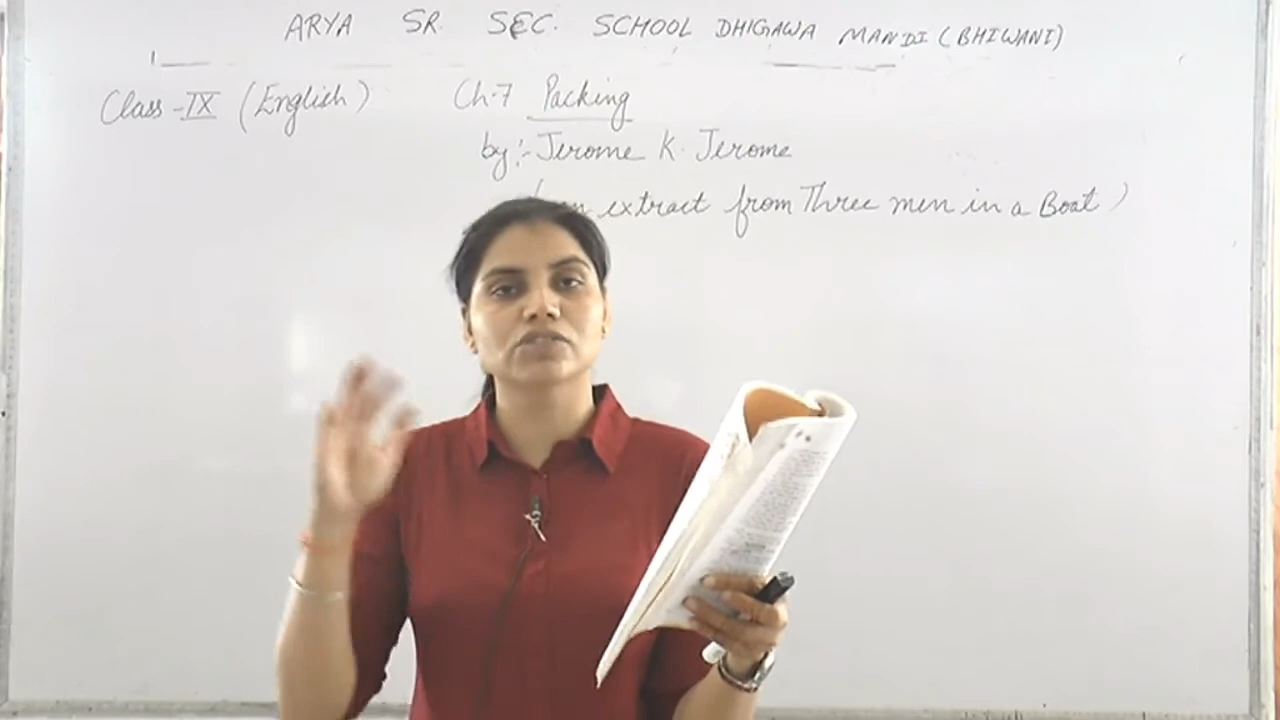 ARYA SR. SEC. SCHOOL DHIGAWA MANDI (BHIWANI)
Class - IX (English) Ch-7 Packing
by:- Jerome K. Jerome
extract from Three men in a Boat)